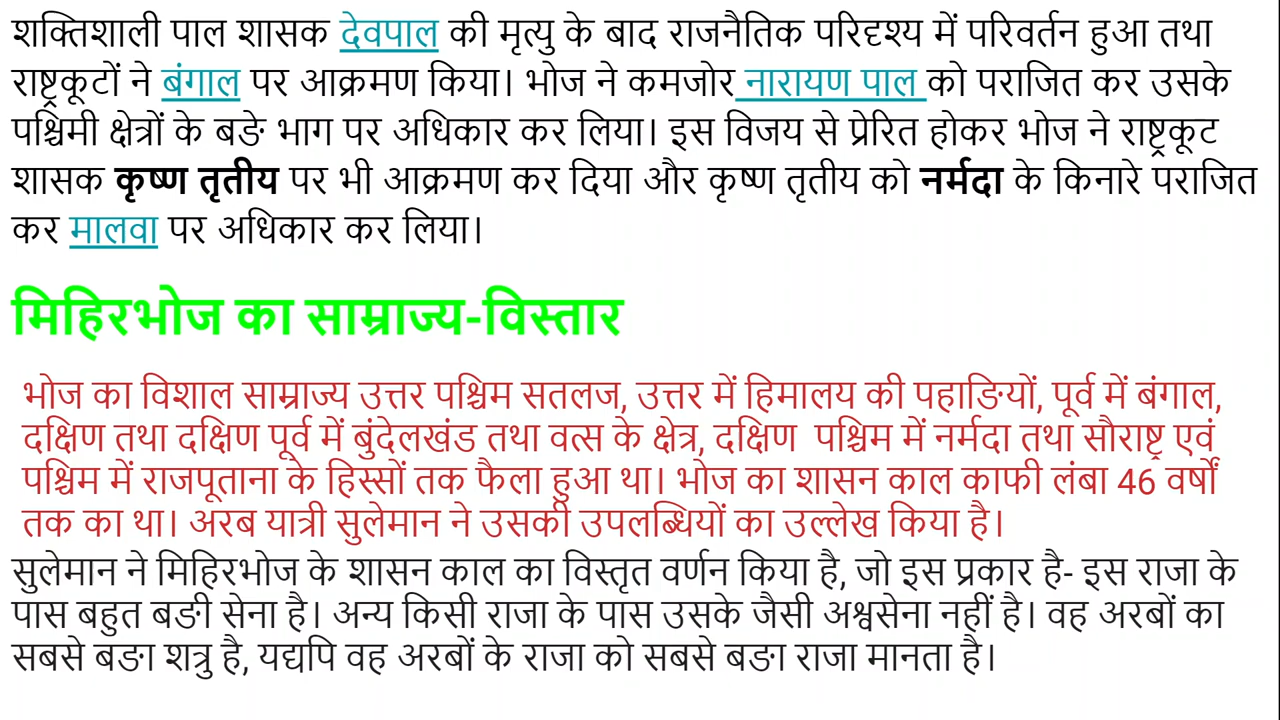 शक्तिशाली पाल शासक देवपाल की मृत्यु के बाद राजनैतिक परिदृश्य में परिवर्तन हुआ तथा
राष्ट्रकूटों ने बंगाल पर आक्रमण किया। भोज ने कमजोर नारायण पाल को पराजित कर उसके
पश्चिमी क्षेत्रों के बङे भाग पर अधिकार कर लिया। इस विजय से प्रेरित होकर भोज ने राष्ट्रकूट
शासक कृष्ण तृतीय पर भी आक्रमण कर दिया और कृष्ण तृतीय को नर्मदा के किनारे पराजित
कर मालवा पर अधिकार कर लिया।
मिहिरभोज का साम्राज्य-विस्तार
भोज का विशाल साम्राज्य उत्तर पश्चिम सतलज, उत्तर में हिमालय की पहाङियों, पूर्व में बंगाल,
दक्षिण तथा दक्षिण पूर्व में बुंदेलखंड तथा वत्स के क्षेत्र, दक्षिण पश्चिम में नर्मदा तथा सौराष्ट्र एवं
पश्चिम में राजपूताना के हिस्सों तक फैला हुआ था। भोज का शासन काल काफी लंबा 46 वर्षों
तक का था। अरब यात्री सुलेमान ने उसकी उपलब्धियों का उल्लेख किया है।
सुलेमान ने मिहिरभोज के शासन काल का विस्तृत वर्णन किया है, जो इस प्रकार है- इस राजा के
पास बहुत बङी सेना है। अन्य किसी राजा के पास उसके जैसी अश्वसेना नहीं है। वह अरबों का
सबसे बङा शत्रु है, यद्यपि वह अरबों के राजा को सबसे बङा राजा मानता है।